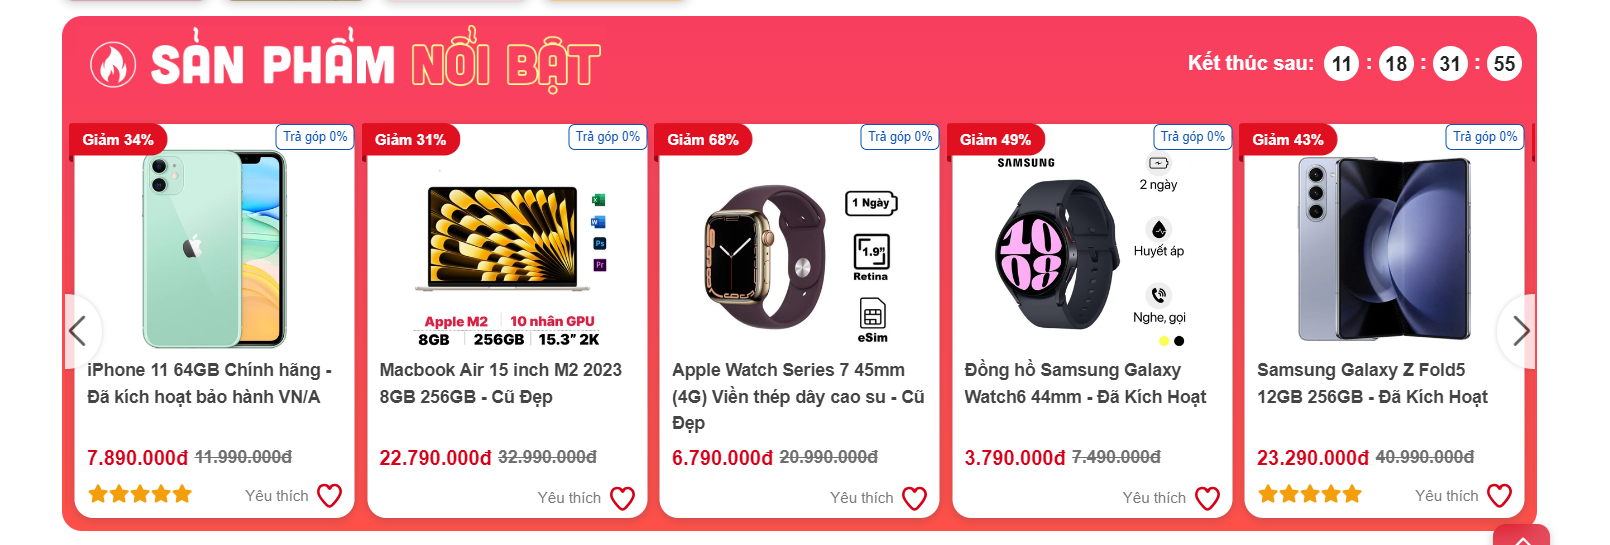 SẢN PHẨM NỔI BẬT
Kết thúc sau: 11 : 18 : 31 : 55
Giảm 34%
Trả góp 0%
iPhone 11 64GB Chính hãng -
Đã kích hoạt bảo hành VN/A
7.890.000đ 11.990.000đ
Yêu thích
Giảm 31%
Trả góp 0%
Apple M2 10 nhân GPU
8GB 256GB 15.3" 2K
Macbook Air 15 inch M2 2023
8GB 256GB - Cũ Đẹp
22.790.000đ 32.990.000đ
Yêu thích
Giảm 68%
Trả góp 0%
1 Ngày
1.9"
Retina
eSim
Apple Watch Series 7 45mm
(4G) Viền thép dây cao su - Cũ
Đẹp
6.790.000đ 20.990.000đ
Yêu thích
Giảm 49%
Trả góp 0%
SAMSUNG
2 ngày
10
08
Huyết áp
Nghe, gọi
Đồng hồ Samsung Galaxy
Watch6 44mm - Đã Kích Hoạt
3.790.000đ 7.490.000đ
Yêu thích
Giảm 43%
Trả góp 0%
Samsung Galaxy Z Fold5
12GB 256GB - Đã Kích Hoạt
23.290.000đ 40.990.000đ
Yêu thích